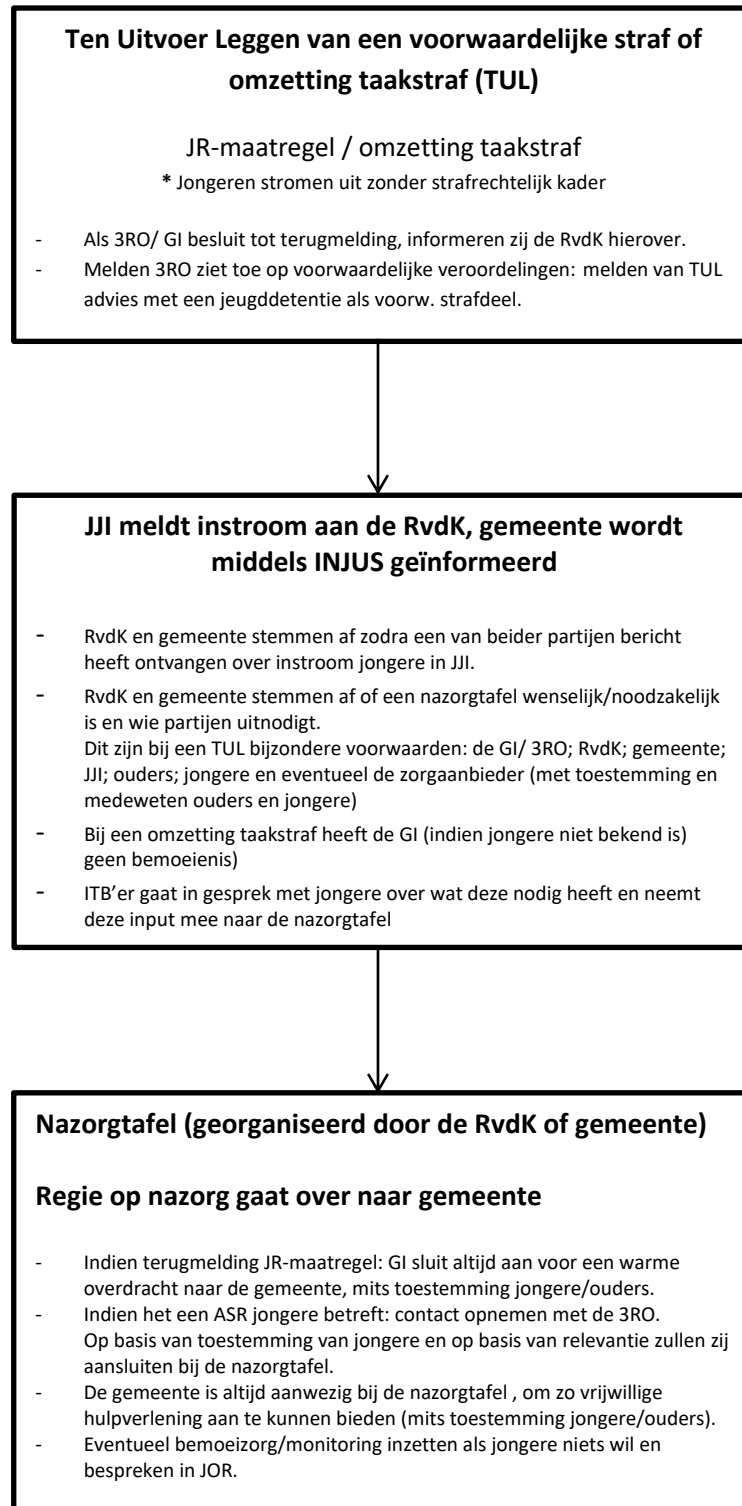 Ten Uitvoer Leggen van een voorwaardelijke straf of
omzetting taakstraf (TUL)
JR-maatregel / omzetting taakstraf
* Jongeren stromen uit zonder strafrechtelijk kader
- Als 3RO/ GI besluit tot terugmelding, informeren zij de RvdK hierover.
- Melden 3RO ziet toe op voorwaardelijke veroordelingen: melden van TUL
advies met een jeugddetentie als voorw. strafdeel.
JJI meldt instroom aan de RvdK, gemeente wordt
middels INJUS geïnformeerd
- RvdK en gemeente stemmen af zodra een van beider partijen bericht
heeft ontvangen over instroom jongere in JJI.
- RvdK en gemeente stemmen af of een nazorgtafel wenselijk/noodzakelijk
is en wie partijen uitnodigt.
Dit zijn bij een TUL bijzondere voorwaarden: de GI/ 3RO; RvdK; gemeente;
JJI; ouders; jongere en eventueel de zorgaanbieder (met toestemming en
medeweten ouders en jongere)
- Bij een omzetting taakstraf heeft de GI (indien jongere niet bekend is)
geen bemoeienis)
- ITB’er gaat in gesprek met jongere over wat deze nodig heeft en neemt
deze input mee naar de nazorgtafel
Nazorgtafel (georganiseerd door de RvdK of gemeente)
Regie op nazorg gaat over naar gemeente
- Indien terugmelding JR-maatregel: GI sluit altijd aan voor een warme
overdracht naar de gemeente, mits toestemming jongere/ouders.
- Indien het een ASR jongere betreft: contact opnemen met de 3RO.
Op basis van toestemming van jongere en op basis van relevantie zullen zij
aansluiten bij de nazorgtafel.
- De gemeente is altijd aanwezig bij de nazorgtafel , om zo vrijwillige
hulpverlening aan te kunnen bieden (mits toestemming jongere/ouders).
- Eventueel bemoeizorg/monitoring inzetten als jongere niets wil en
bespreken in JOR.